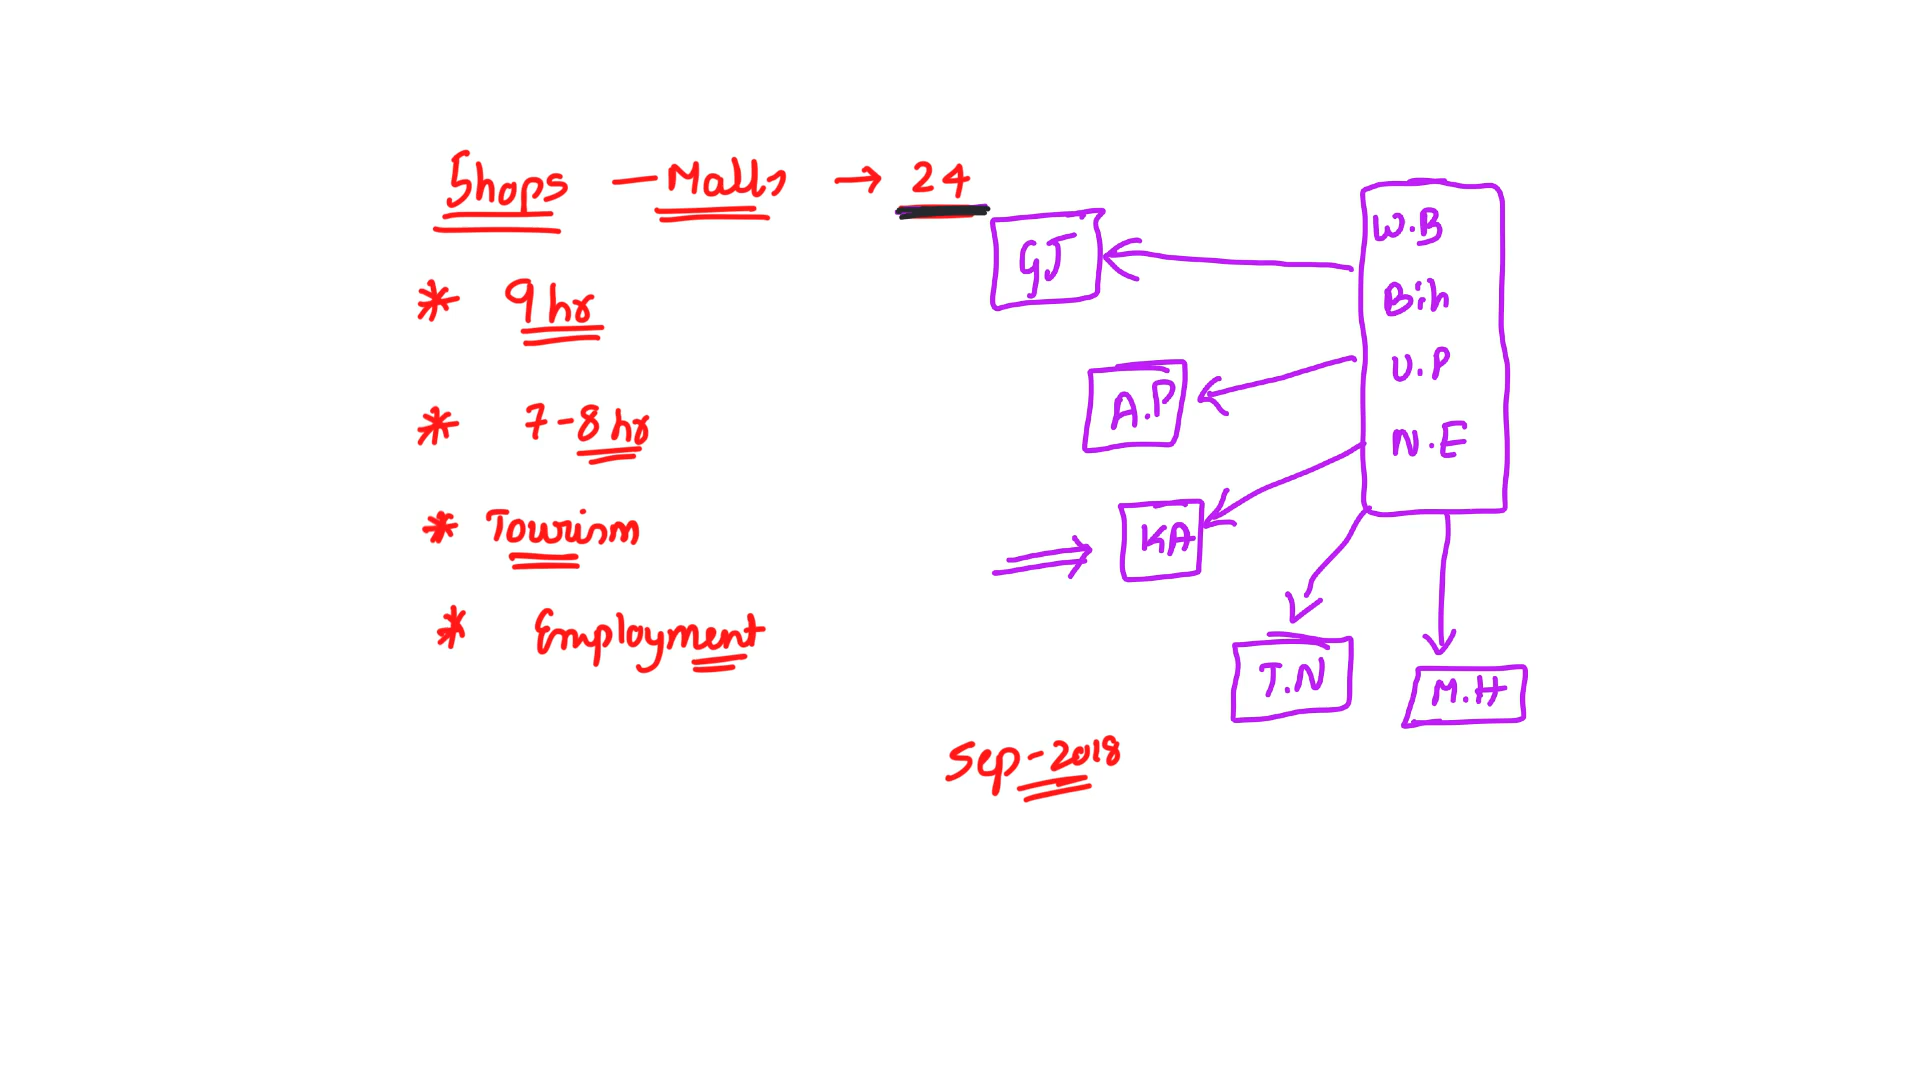 Shops — Malls → 24
* 9 hr
* 7-8 hr
* Tourism
* Employment
W.B
Bih
U.P
N.E
GJ
A.P
KA
T.N
M.H
Sep-2018